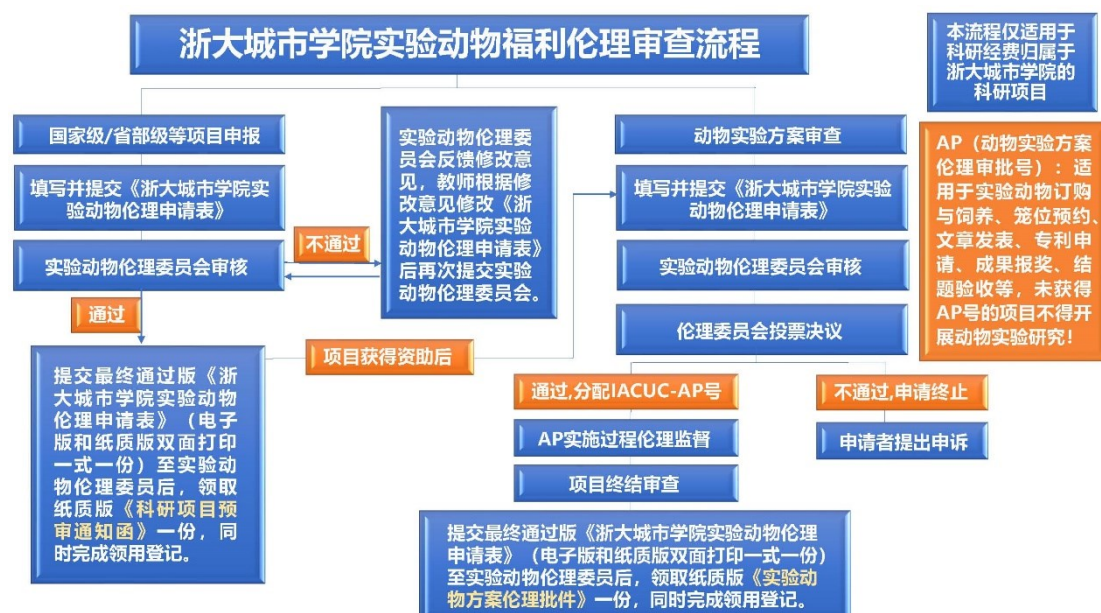 浙大城市学院实验动物福利伦理审查流程
本流程仅适用于
科研经费归属于
浙大城市学院的
科研项目
国家级/省部级等项目申报
填写并提交《浙大城市学院实
验动物伦理申请表》
实验动物伦理委员会审核
不通过
通过
实验动物伦理委
员会反馈修改意
见，教师根据修
改意见修改《浙
大城市学院实验
动物伦理申请表》
后再次提交实验
动物伦理委员会。
提交最终通过版《浙
大城市学院实验动物
伦理申请表》（电子
版和纸质版双面打印
一式一份）至实验动
物伦理委员后，领取
纸质版《科研项目预
审通知函》一份，同
时完成领用登记。
项目获得资助后
动物实验方案审查
填写并提交《浙大城市学院实验
动物伦理申请表》
实验动物伦理委员会审核
伦理委员会投票决议
通过,分配IACUC-AP号
AP实施过程伦理监督
项目终结审查
提交最终通过版《浙大城市学院实验动物伦理
申请表》（电子版和纸质版双面打印一式一份）
至实验动物伦理委员后，领取纸质版《实验动
物方案伦理批件》一份，同时完成领用登记。
不通过,申请终止
申请者提出申诉
AP（动物实验方案
伦理审批号）：适
用于实验动物订购
与饲养、笼位预约、
文章发表、专利申
请、成果报奖、结
题验收等，未获得
AP号的项目不得开
展动物实验研究！